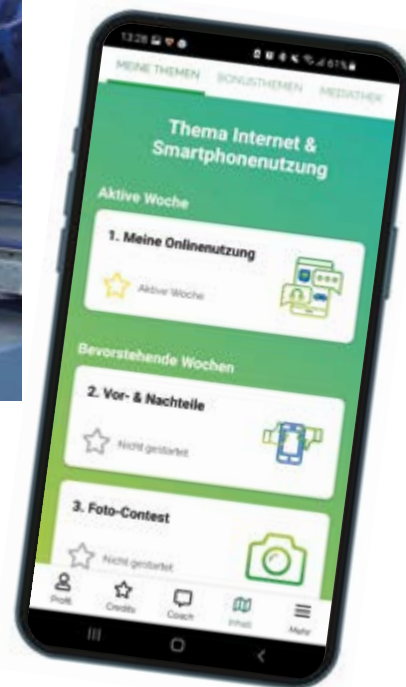 13:28
61%
MEINE THEMEN BONUSTHEMEN MEDIATHEK
Thema Internet &
Smartphonenutzung
Aktive Woche
1. Meine Onlinenutzung
Aktive Woche
Bevorstehende Wochen
2. Vor- & Nachteile
Nicht gestartet
3. Foto-Contest
Nicht gestartet
Profil Credits Coach Inhalt Mehr